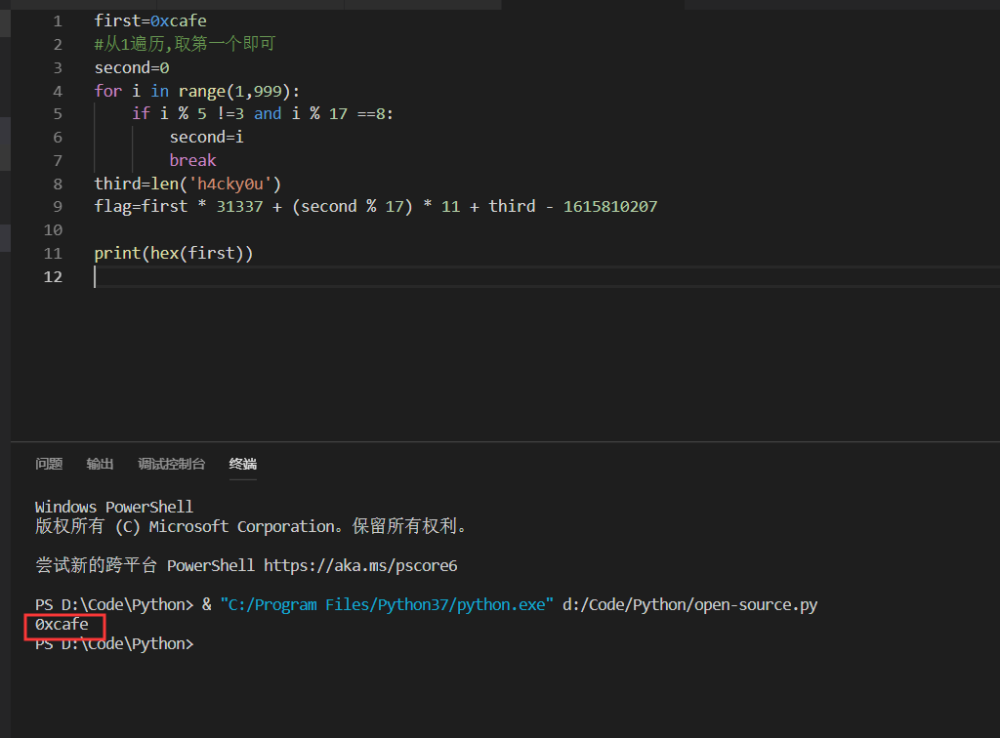 1 first=0xcafe
2 #从1遍历,取第一个即可
3 second=0
4 for i in range(1,999):
5     if i % 5 !=3 and i % 17 ==8:
6         second=i
7         break
8 third=len('h4cky0u')
9 flag=first * 31337 + (second % 17) * 11 + third - 1615810207
10
11 print(hex(first))
12
问题 输出 调试控制台 终端
Windows PowerShell
版权所有 (C) Microsoft Corporation。保留所有权利。
尝试新的跨平台 PowerShell https://aka.ms/pscore6
PS D:\Code\Python> & "C:/Program Files/Python37/python.exe" d:/Code/Python/open-source.py
0xcafe
PS D:\Code\Python>